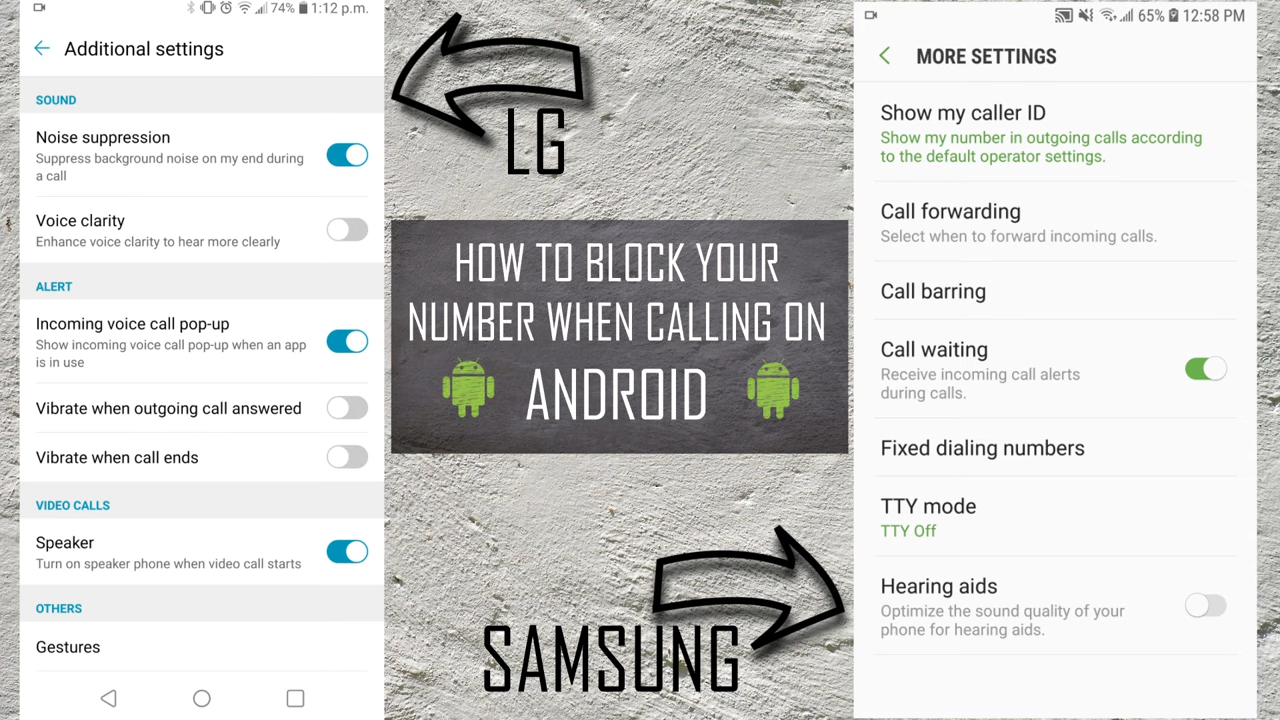 74% 1:12 p.m.
Additional settings
SOUND
Noise suppression
Suppress background noise on my end during
a call
Voice clarity
Enhance voice clarity to hear more clearly
ALERT
Incoming voice call pop-up
Show incoming voice call pop-up when an app
is in use
Vibrate when outgoing call answered
Vibrate when call ends
VIDEO CALLS
Speaker
Turn on speaker phone when video call starts
OTHERS
Gestures
LG
HOW TO BLOCK YOUR
NUMBER WHEN CALLING ON
ANDROID
SAMSUNG
65% 12:58 PM
MORE SETTINGS
Show my caller ID
Show my number in outgoing calls according
to the default operator settings.
Call forwarding
Select when to forward incoming calls.
Call barring
Call waiting
Receive incoming call alerts
during calls.
Fixed dialing numbers
TTY mode
TTY Off
Hearing aids
Optimize the sound quality of your
phone for hearing aids.